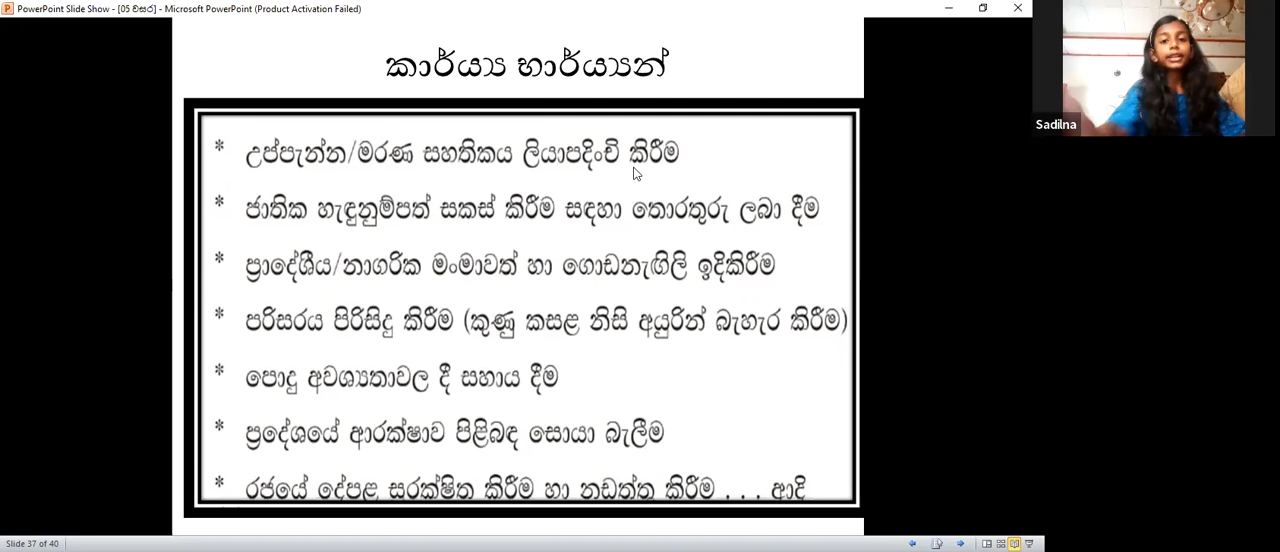 PowerPoint Slide Show - [05 වසර] - Microsoft PowerPoint (Product Activation Failed)
කාර්ය්‍ය භාර්ය්‍යයන්
* උප්පැන්න/මරණ සහතිකය ලියාපදිංචි කිරීම
* ජාතික හැඳුනුම්පත් සකස් කිරීම සඳහා තොරතුරු ලබා දීම
* ප්‍රාදේශීය/නාගරික මංමාවත් හා ගොඩනැඟිලි ඉදිකිරීම
* පරිසරය පිරිසිදු කිරීම (කුණු කසළ නිසි අයුරින් බැහැර කිරීම)
* පොදු අවශ්‍යතාවල දී සහාය දීම
* ප්‍රදේශයේ ආරක්ෂාව පිළිබඳ සොයා බැලීම
* රජයේ දේපළ සුරක්ෂිත කිරීම හා නඩත්තු කිරීම . . . ආදි
Sadilna
Slide 37 of 40